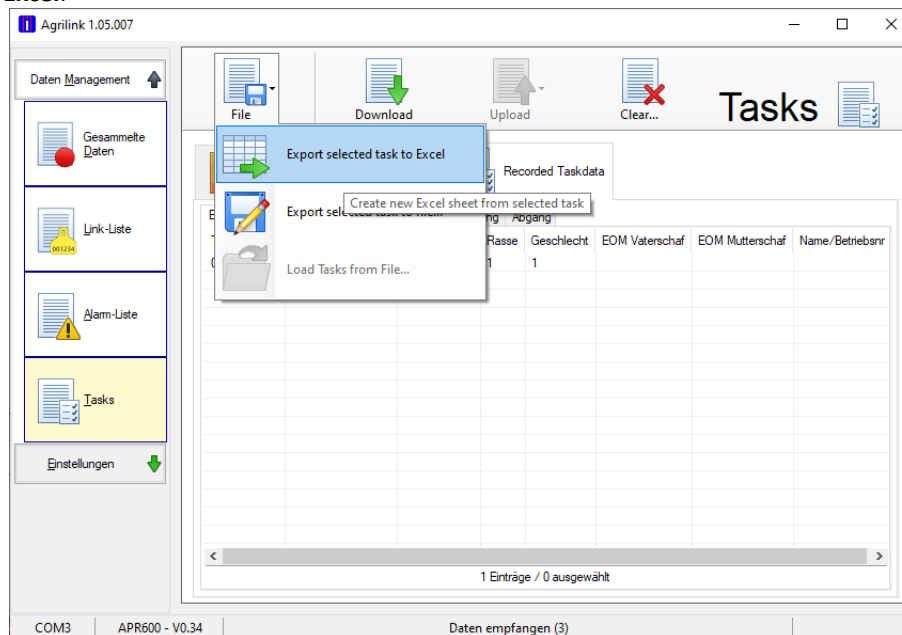 Agrilink 1.05.007
Daten Management
Gesammelte
Daten
Link-Liste
001234
Alarm-Liste
Tasks
Einstellungen
File
Download
Upload
Clear...
Tasks
Export selected task to Excel
Recorded Taskdata
Create new Excel sheet from selected task
Export selected task to file...
Abgang
Load Tasks from File...
Rasse Geschlecht EOM Vaterschaf EOM Mutterschaf Name/Betriebsnr
1 1
1 Einträge / 0 ausgewählt
COM3 APR600 - V0.34 Daten empfangen (3)